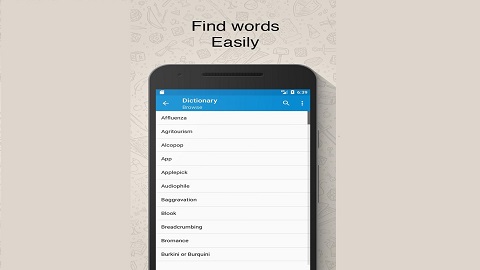 Find words
Easily
6:39
Dictionary
Browse
Affluenza
Agritourism
Alcopop
App
Applepick
Audiophile
Baggravation
Blook
Breadcrumbing
Bromance
Burkini or Burquini